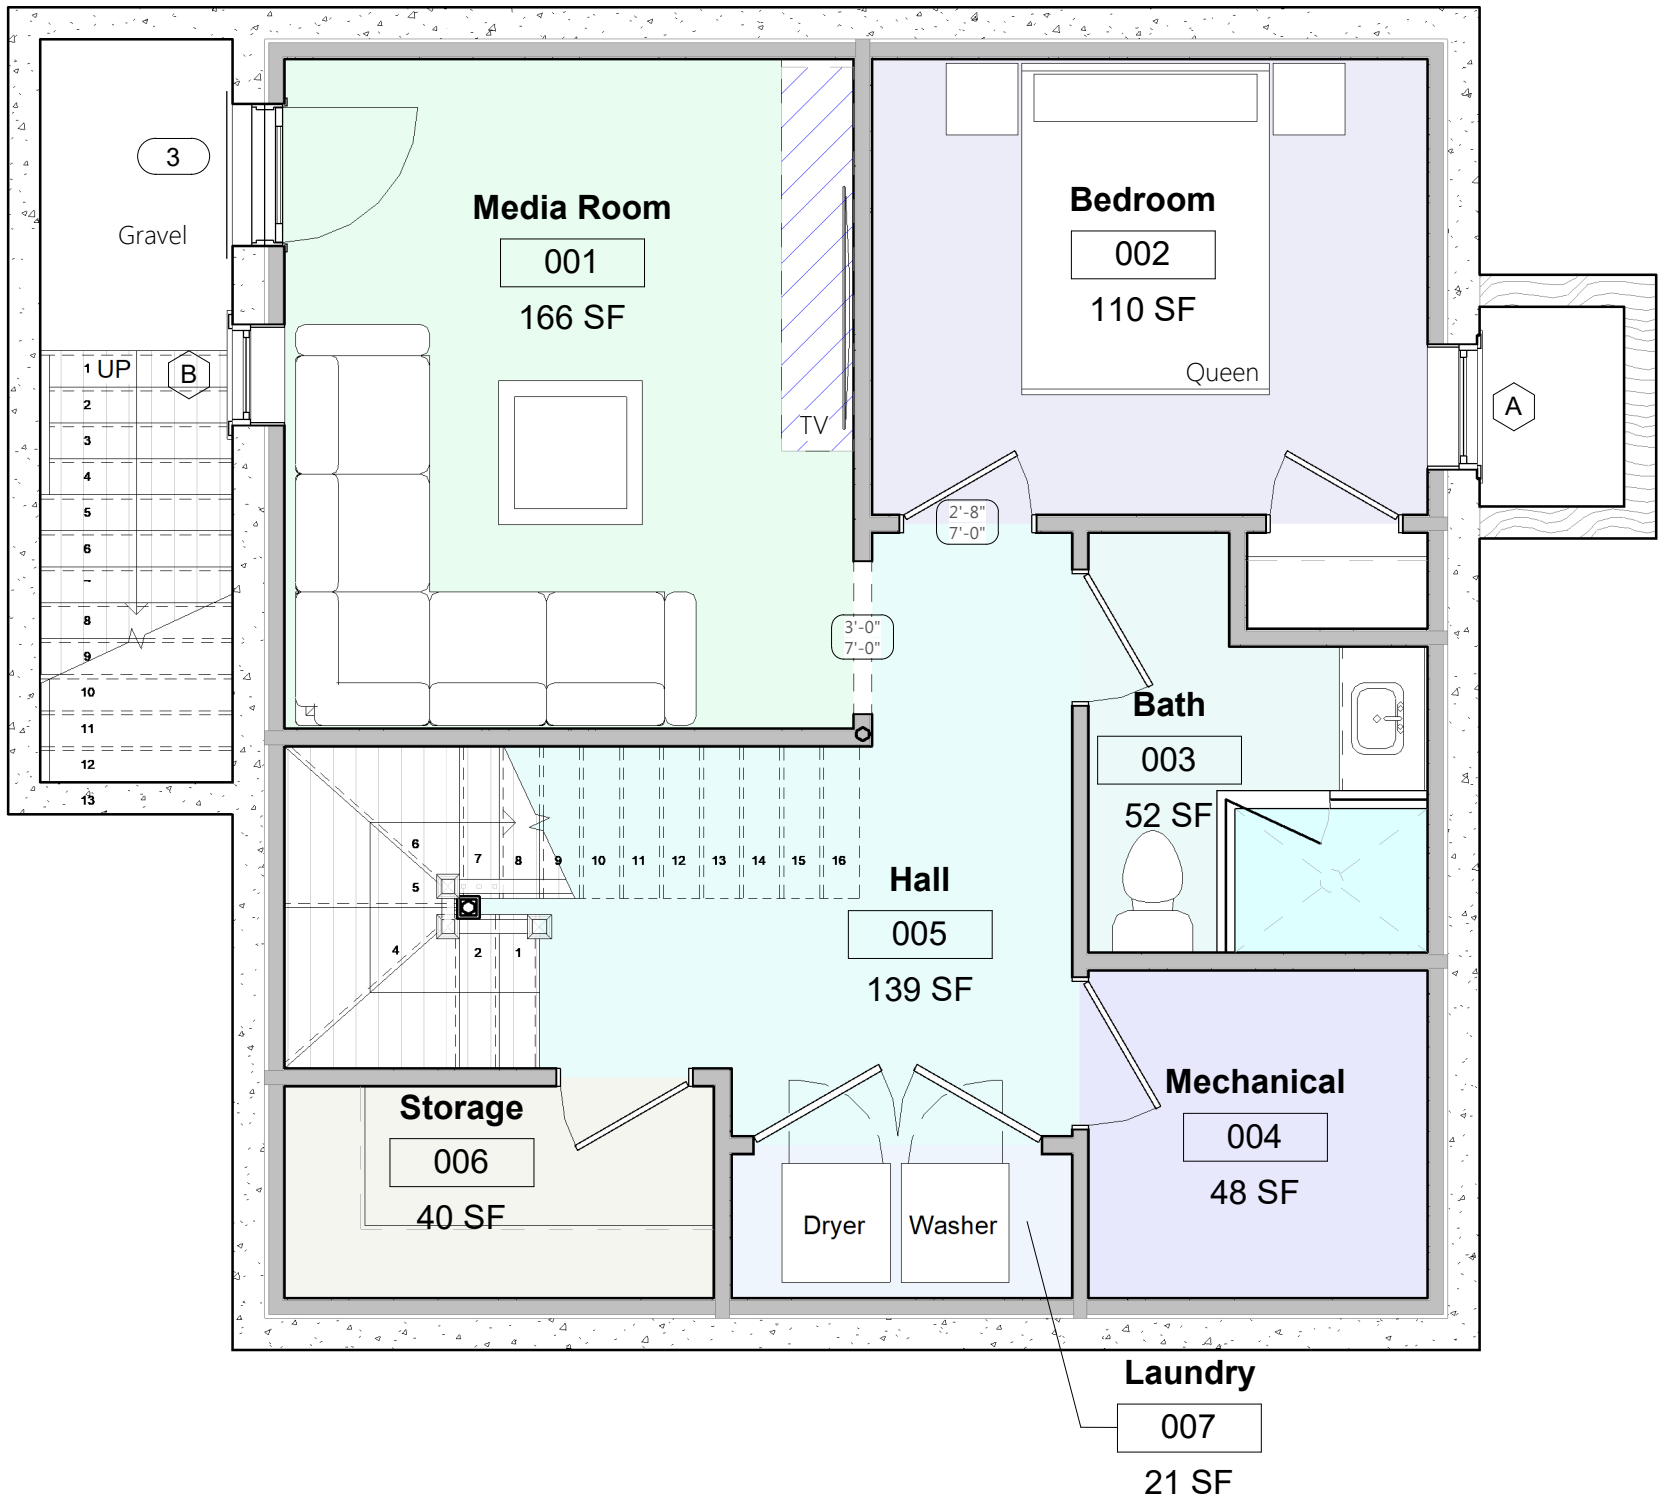 3
Gravel
Media Room
001
166 SF
Bedroom
002
110 SF
Queen
TV
UP
B
A
1
2
3
4
5
6
8
9
10
11
12
13
2'-8"
7'-0"
3'-0"
7'-0"
Bath
003
52 SF
6
7
8
9
10
11
12
13
14
15
16
5
4
2
1
Hall
005
139 SF
Storage
006
40 SF
Mechanical
004
48 SF
Dryer
Washer
Laundry
007
21 SF